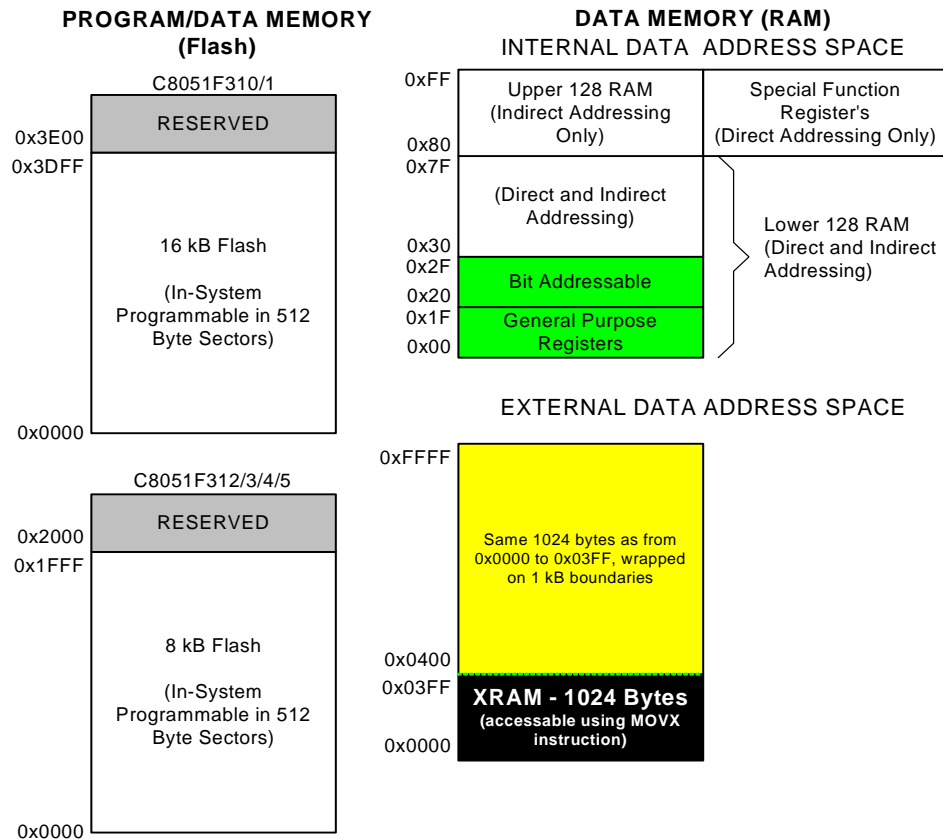 PROGRAM/DATA MEMORY
(Flash)
C8051F310/1
RESERVED
0x3E00
0x3DFF
16 kB Flash
(In-System
Programmable in 512
Byte Sectors)
0x0000
C8051F312/3/4/5
RESERVED
0x2000
0x1FFF
8 kB Flash
(In-System
Programmable in 512
Byte Sectors)
0x0000
DATA MEMORY (RAM)
INTERNAL DATA ADDRESS SPACE
0xFF
Upper 128 RAM
(Indirect Addressing
Only)
0x80
Special Function
Register's
(Direct Addressing Only)
0x7F
(Direct and Indirect
Addressing)
0x30
Lower 128 RAM
(Direct and Indirect
Addressing)
0x2F
Bit Addressable
0x20
0x1F
General Purpose
Registers
0x00
EXTERNAL DATA ADDRESS SPACE
0xFFFF
Same 1024 bytes as from
0x0000 to 0x03FF, wrapped
on 1 kB boundaries
0x0400
0x03FF
XRAM - 1024 Bytes
(accessable using MOVX
instruction)
0x0000